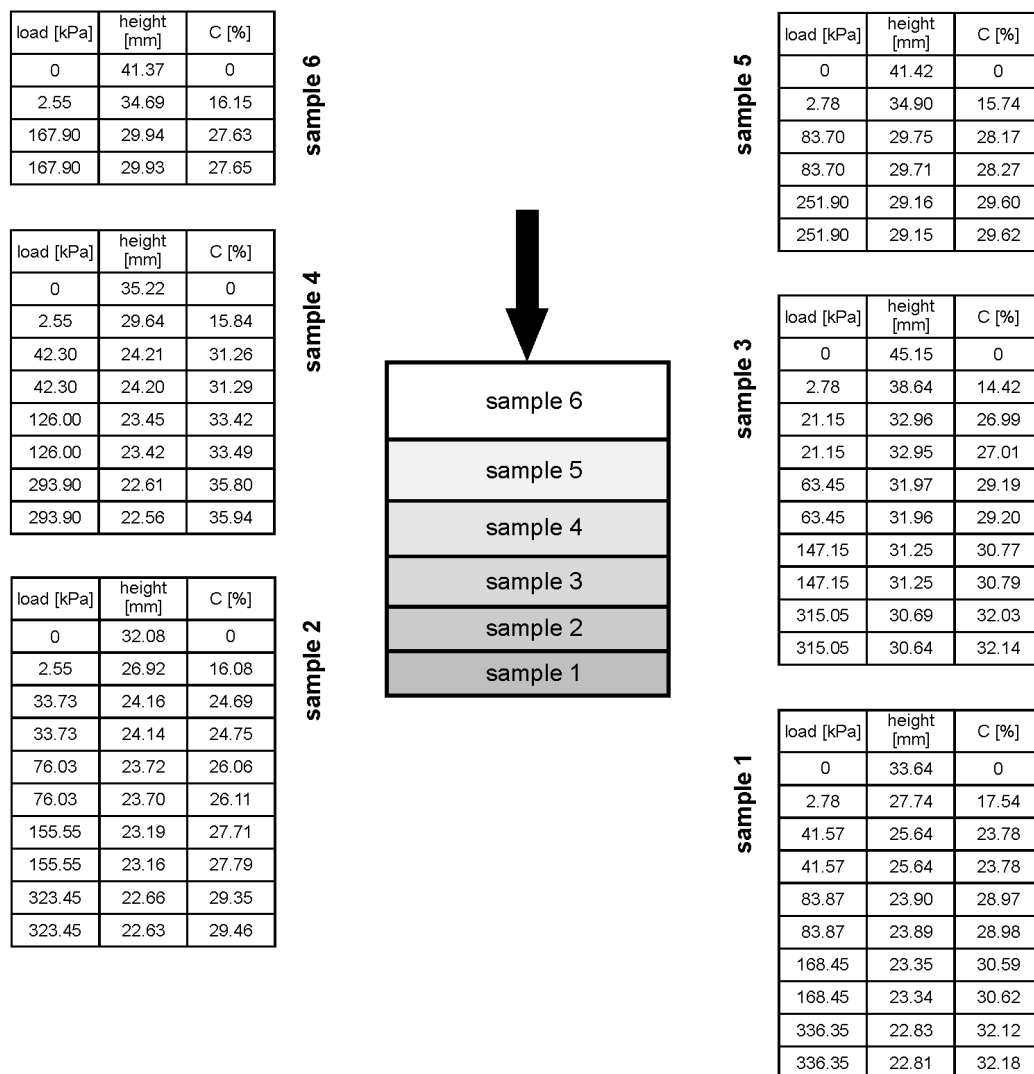 load [kPa] height [mm] C [%]
0 41.37 0
2.55 34.69 16.15
167.90 29.94 27.63
167.90 29.93 27.65
sample 6
load [kPa] height [mm] C [%]
0 35.22 0
2.55 29.64 15.84
42.30 24.21 31.26
42.30 24.20 31.29
126.00 23.45 33.42
126.00 23.42 33.49
293.90 22.61 35.80
293.90 22.56 35.94
sample 4
load [kPa] height [mm] C [%]
0 32.08 0
2.55 26.92 16.08
33.73 24.16 24.69
33.73 24.14 24.75
76.03 23.72 26.06
76.03 23.70 26.11
155.55 23.19 27.71
155.55 23.16 27.79
323.45 22.66 29.35
323.45 22.63 29.46
sample 2
sample 6
sample 5
sample 4
sample 3
sample 2
sample 1
sample 5
load [kPa] height [mm] C [%]
0 41.42 0
2.78 34.90 15.74
83.70 29.75 28.17
83.70 29.71 28.27
251.90 29.16 29.60
251.90 29.15 29.62
sample 3
load [kPa] height [mm] C [%]
0 45.15 0
2.78 38.64 14.42
21.15 32.96 26.99
21.15 32.95 27.01
63.45 31.97 29.19
63.45 31.96 29.20
147.15 31.25 30.77
147.15 31.25 30.79
315.05 30.69 32.03
315.05 30.64 32.14
sample 1
load [kPa] height [mm] C [%]
0 33.64 0
2.78 27.74 17.54
41.57 25.64 23.78
41.57 25.64 23.78
83.87 23.90 28.97
83.87 23.89 28.98
168.45 23.35 30.59
168.45 23.34 30.62
336.35 22.83 32.12
336.35 22.81 32.18